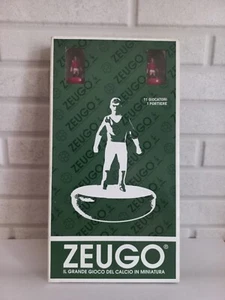 11 GIOCATORI
1 PORTIERE
ZEUGO®
IL GRANDE GIOCO DEL CALCIO IN MINIATURA